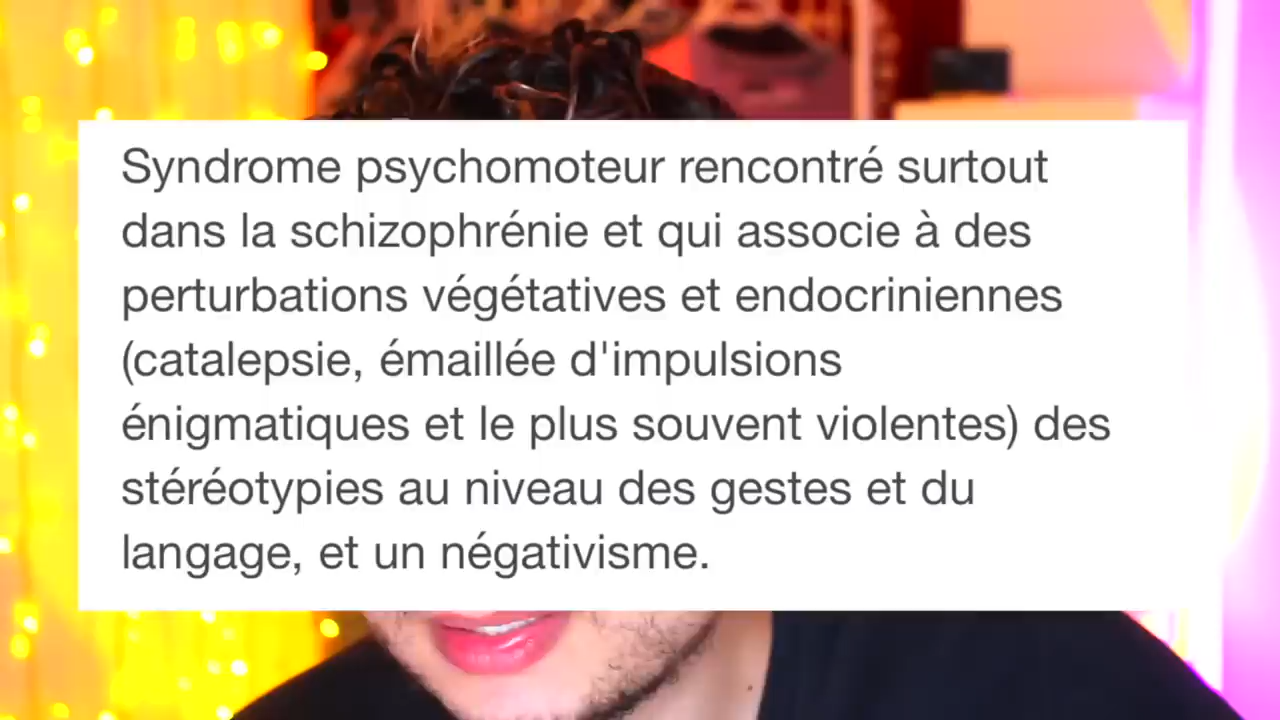 Syndrome psychomoteur rencontré surtout
dans la schizophrénie et qui associe à des
perturbations végétatives et endocriniennes
(catalepsie, émaillée d'impulsions
énigmatiques et le plus souvent violentes) des
stéréotypies au niveau des gestes et du
langage, et un négativisme.